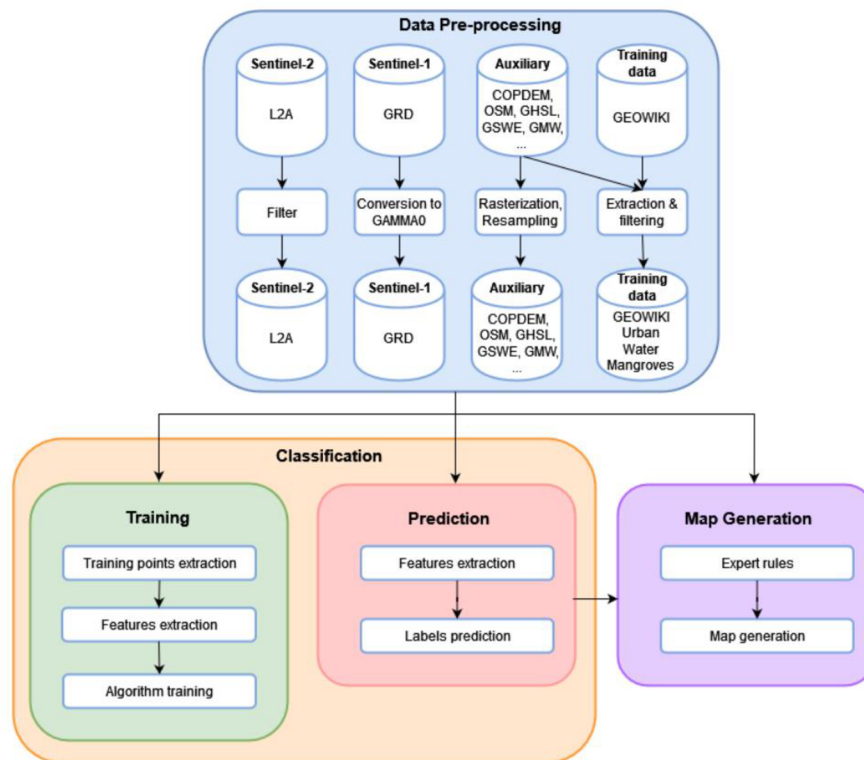 Data Pre-processing
Sentinel-2
L2A
Sentinel-1
GRD
Auxiliary
COPDEM,
OSM, GHSL,
GSWE, GMW,
...
Training
data
GEOWIKI
Filter
Conversion to
GAMMA0
Rasterization,
Resampling
Extraction &
filtering
Sentinel-2
L2A
Sentinel-1
GRD
Auxiliary
COPDEM,
OSM, GHSL,
GSWE, GMW,
...
Training
data
GEOWIKI
Urban
Water
Mangroves
Classification
Training
Training points extraction
Features extraction
Algorithm training
Prediction
Features extraction
Labels prediction
Map Generation
Expert rules
Map generation